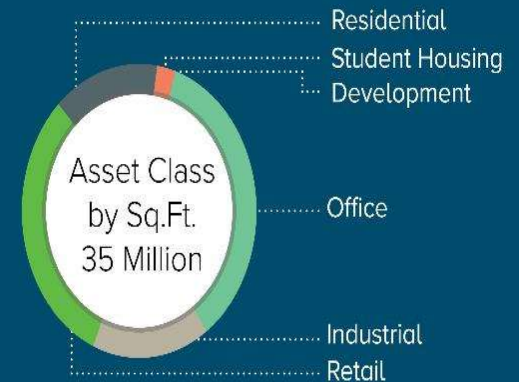 Residential
Student Housing
Development
Asset Class
by Sq.Ft.
35 Million
Office
Industrial
Retail